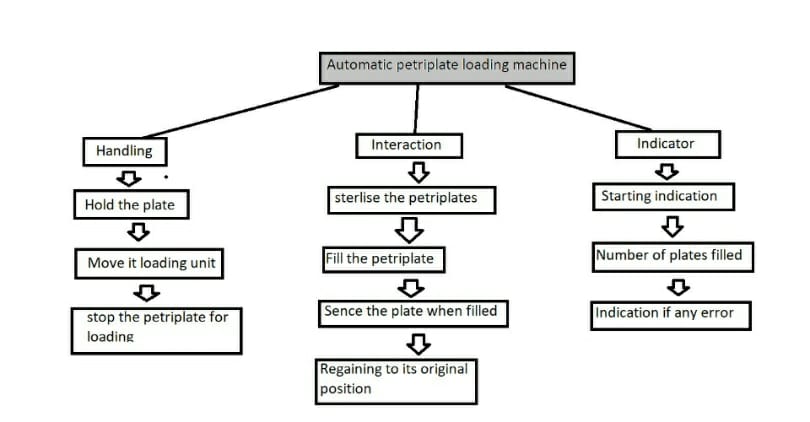 Automatic petriplate loading machine
Handling
Hold the plate
Move it loading unit
stop the petriplate for
loading
Interaction
sterlise the petriplates
Fill the petriplate
Sence the plate when filled
Regaining to its original
position
Indicator
Starting indication
Number of plates filled
Indication if any error